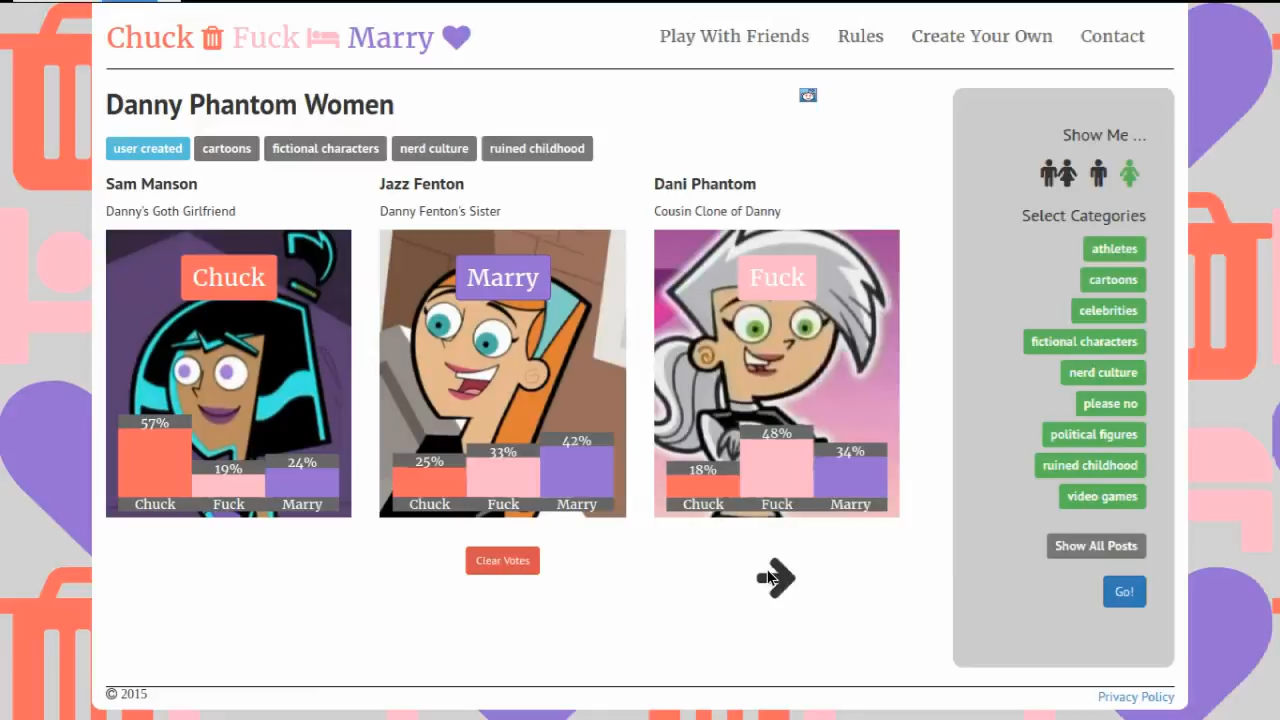 Chuck Fuck Marry
Play With Friends Rules Create Your Own Contact
Danny Phantom Women
user created cartoons fictional characters nerd culture ruined childhood
Sam Manson
Danny's Goth Girlfriend
Chuck
57% 19% 24%
Chuck Fuck Marry
Jazz Fenton
Danny Fenton's Sister
Marry
25% 33% 42%
Chuck Fuck Marry
Dani Phantom
Cousin Clone of Danny
Fuck
18% 48% 34%
Chuck Fuck Marry
Clear Votes
Show Me ...
Select Categories
athletes
cartoons
celebrities
fictional characters
nerd culture
please no
political figures
ruined childhood
video games
Show All Posts
Go!
© 2015
Privacy Policy